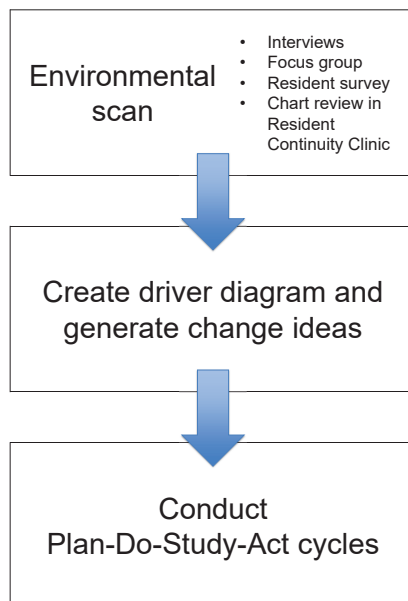 Environmental
scan
• Interviews
• Focus group
• Resident survey
• Chart review in
Resident
Continuity Clinic
Create driver diagram and
generate change ideas
Conduct
Plan-Do-Study-Act cycles